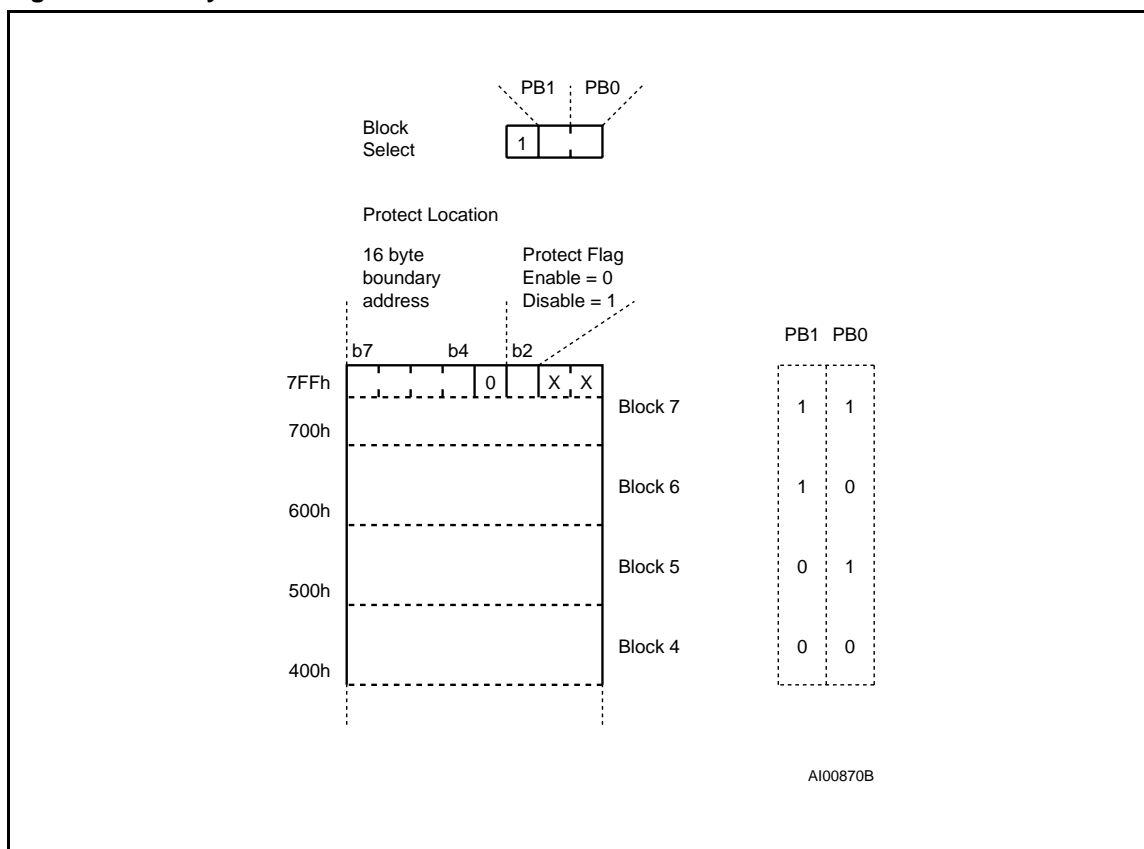 PB1 PB0
Block
Select
1
Protect Location
16 byte
boundary
address
Protect Flag
Enable = 0
Disable = 1
b7 b4 b2
PB1 PB0
7FFh 0 X X
Block 7 1 1
700h
Block 6 1 0
600h
Block 5 0 1
500h
Block 4 0 0
400h
AI00870B